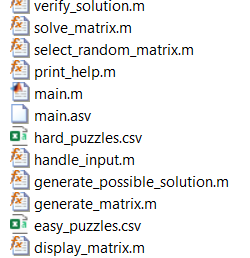 verify_solution.m
solve_matrix.m
select_random_matrix.m
print_help.m
main.m
main.asv
hard_puzzles.csv
handle_input.m
generate_possible_solution.m
generate_matrix.m
easy_puzzles.csv
display_matrix.m